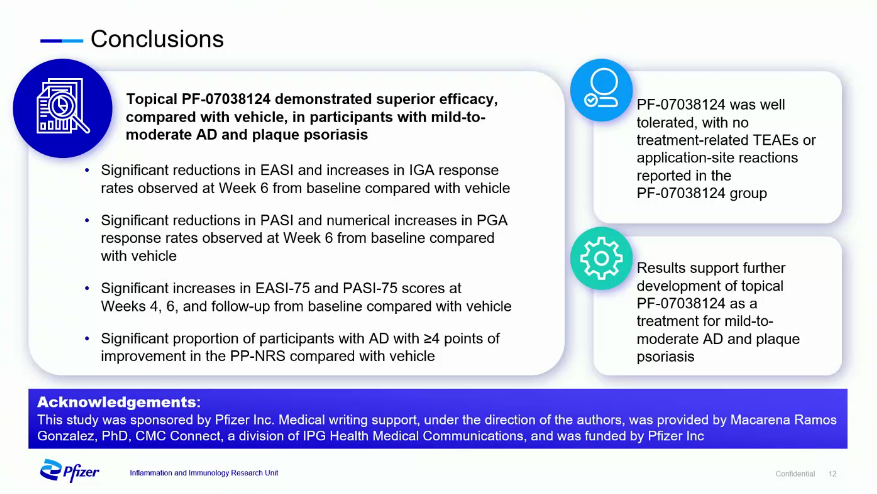 Conclusions
Topical PF-07038124 demonstrated superior efficacy,
compared with vehicle, in participants with mild-to-
moderate AD and plaque psoriasis
• Significant reductions in EASI and increases in IGA response
rates observed at Week 6 from baseline compared with vehicle
• Significant reductions in PASI and numerical increases in PGA
response rates observed at Week 6 from baseline compared
with vehicle
• Significant increases in EASI-75 and PASI-75 scores at
Weeks 4, 6, and follow-up from baseline compared with vehicle
• Significant proportion of participants with AD with ≥4 points of
improvement in the PP-NRS compared with vehicle
PF-07038124 was well
tolerated, with no
treatment-related TEAEs or
application-site reactions
reported in the
PF-07038124 group
Results support further
development of topical
PF-07038124 as a
treatment for mild-to-
moderate AD and plaque
psoriasis
Acknowledgements:
This study was sponsored by Pfizer Inc. Medical writing support, under the direction of the authors, was provided by Macarena Ramos
Gonzalez, PhD, CMC Connect, a division of IPG Health Medical Communications, and was funded by Pfizer Inc
Pfizer
Inflammation and Immunology Research Unit
Confidential 12